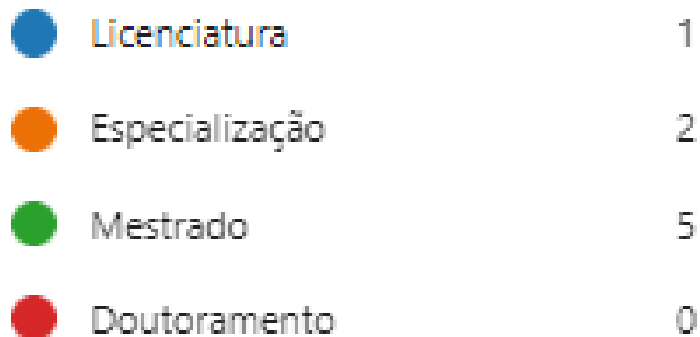 Licenciatura 1
Especialização 2
Mestrado 5
Doutoramento 0